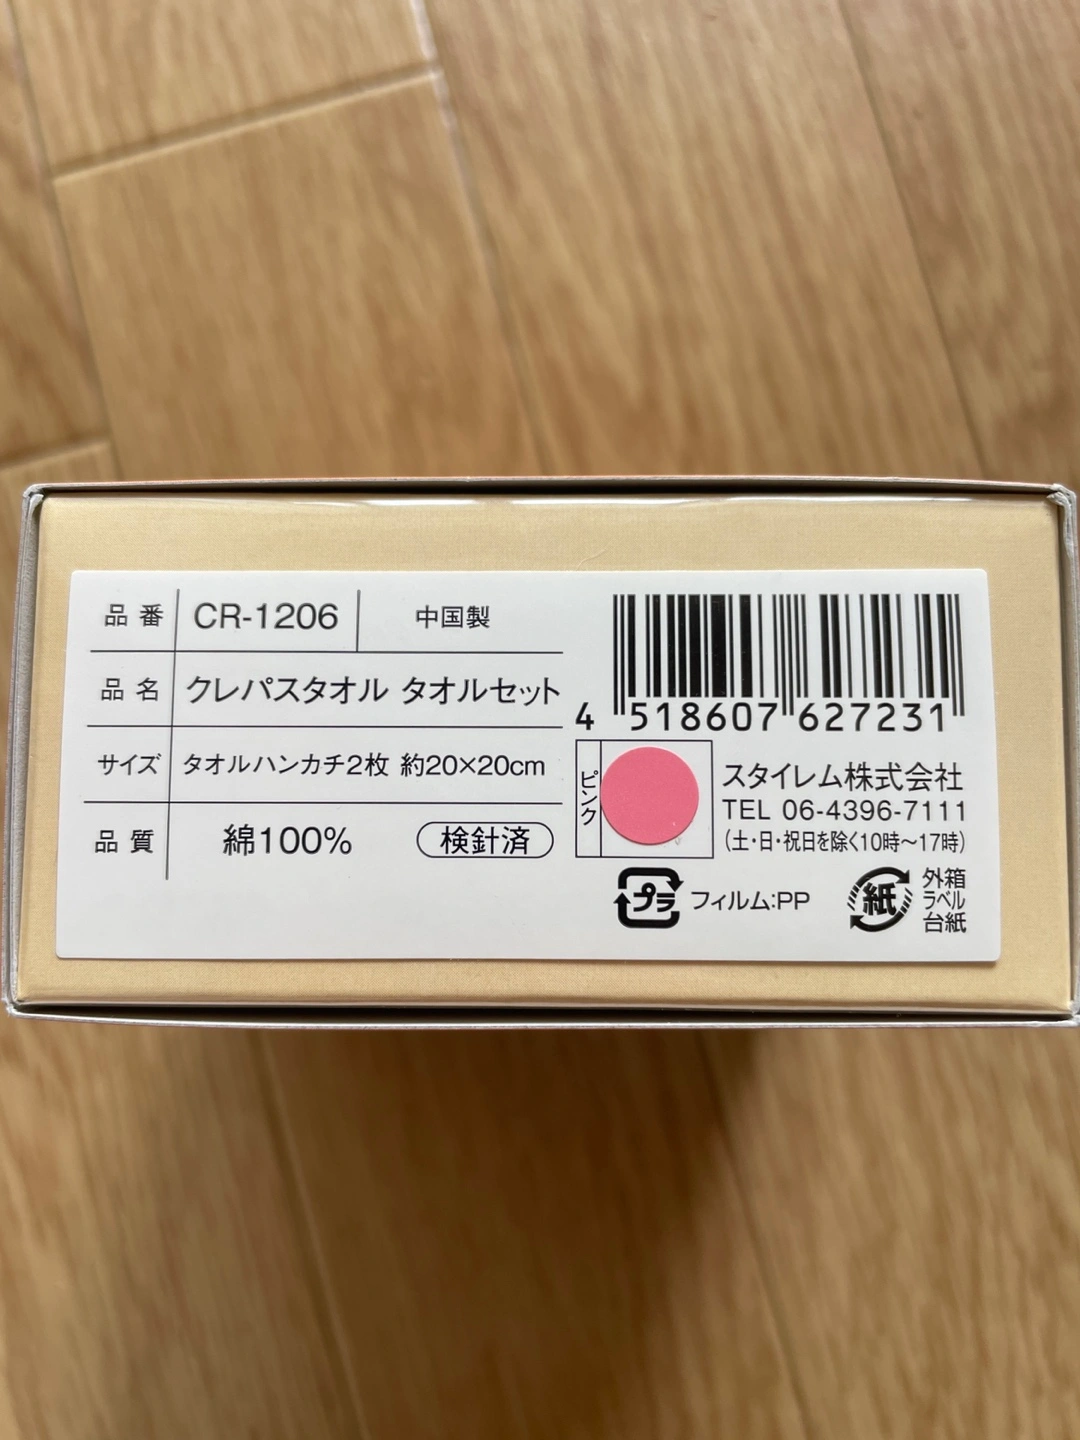 品番 CR-1206 中国製
品名 クレパスタオル タオルセット
サイズ タオルハンカチ2枚 約20×20cm
品質 綿100% 検針済
4 518607 627231
ピンク
スタイレム株式会社
TEL 06-4396-7111
(土・日・祝日を除く10時〜17時)
プラ フィルム:PP
紙 外箱
ラベル
台紙